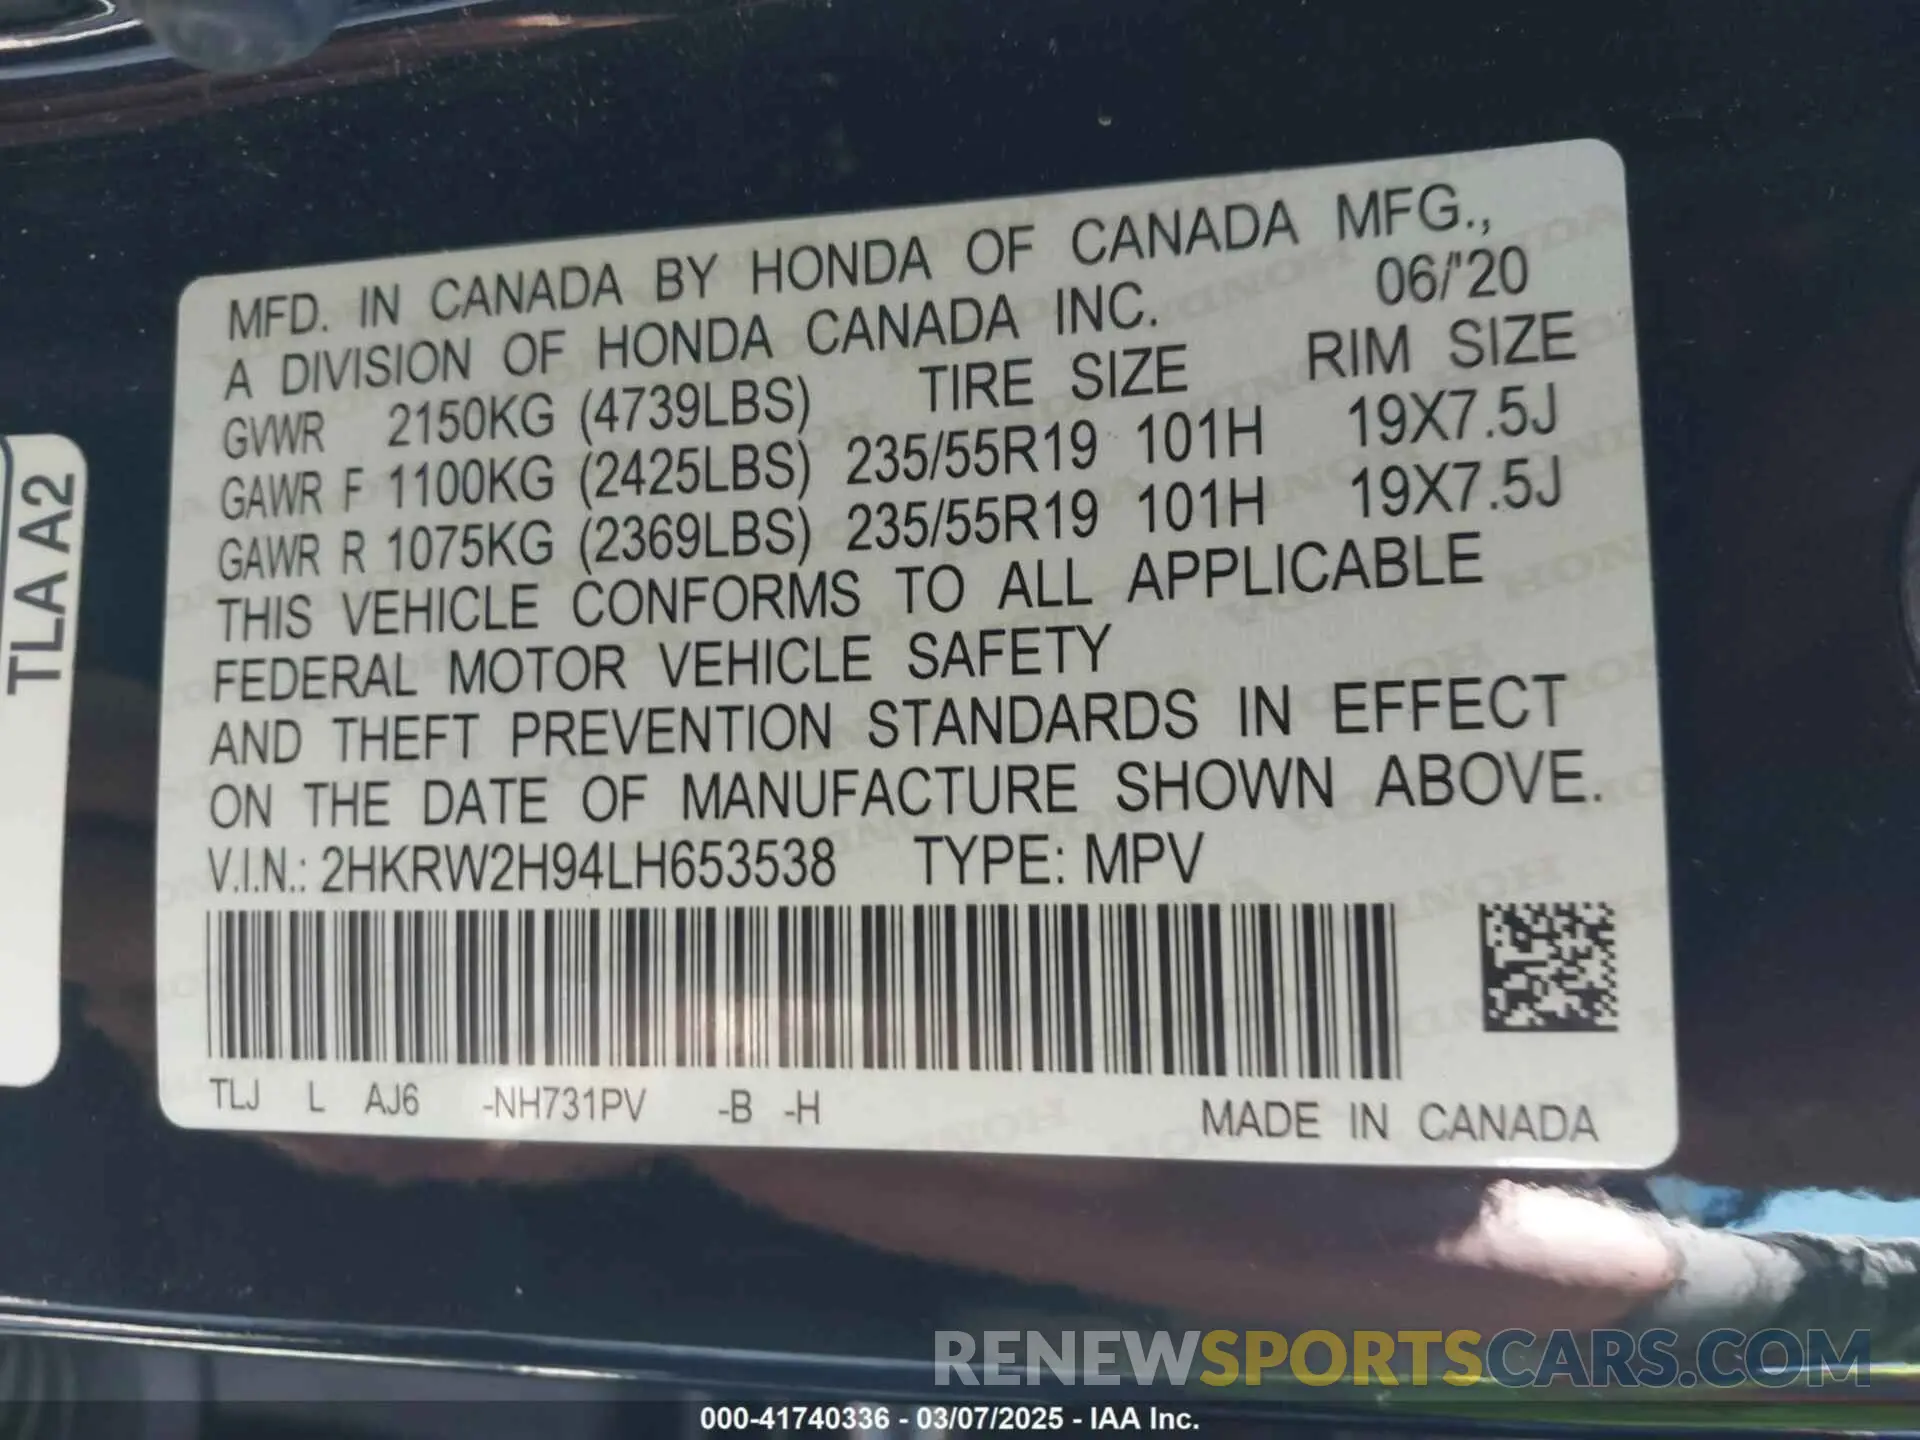 MFD. IN CANADA BY HONDA OF CANADA MFG.,
A DIVISION OF HONDA CANADA INC. 06/'20
GVWR 2150KG (4739LBS) TIRE SIZE RIM SIZE
GAWR F 1100KG (2425LBS) 235/55R19 101H 19X7.5J
GAWR R 1075KG (2369LBS) 235/55R19 101H 19X7.5J
THIS VEHICLE CONFORMS TO ALL APPLICABLE
FEDERAL MOTOR VEHICLE SAFETY
AND THEFT PREVENTION STANDARDS IN EFFECT
ON THE DATE OF MANUFACTURE SHOWN ABOVE.
V.I.N.: 2HKRW2H94LH653538 TYPE: MPV
TLJ L AJ6 -NH731PV -B -H MADE IN CANADA
TLA A2
RENEWSPORTSCARS.COM
000-41740336 - 03/07/2025 - IAA Inc.